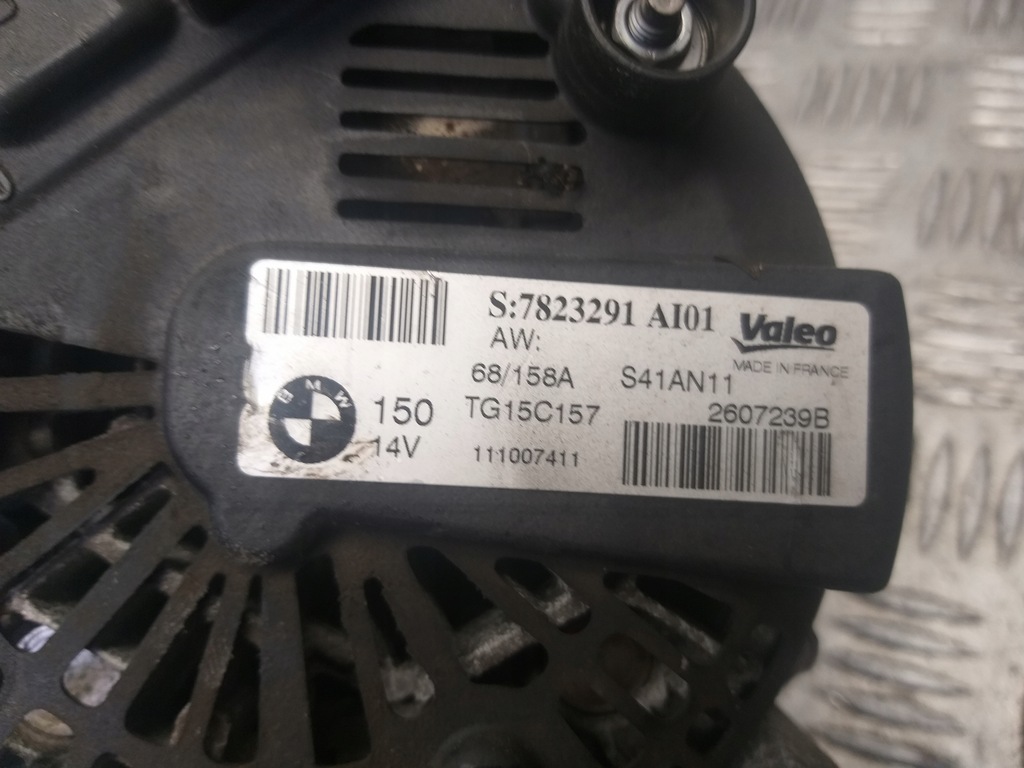 S:7823291 AI01
Valeo
AW:
MADE IN FRANCE
68/158A S41AN11
BMW
150
TG15C157
2607239B
14V
111007411